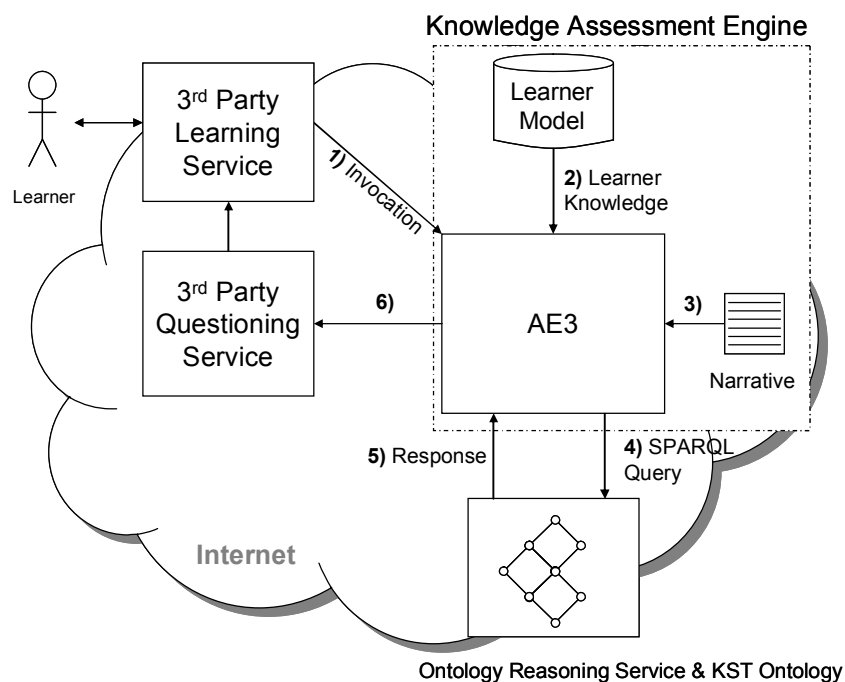 Knowledge Assessment Engine
3rd Party
Learning
Service
Learner
Model
Learner
1) Invocation
2) Learner
Knowledge
3rd Party
Questioning
Service
6)
AE3
3)
Narrative
5) Response
4) SPARQL
Query
Internet
Ontology Reasoning Service & KST Ontology